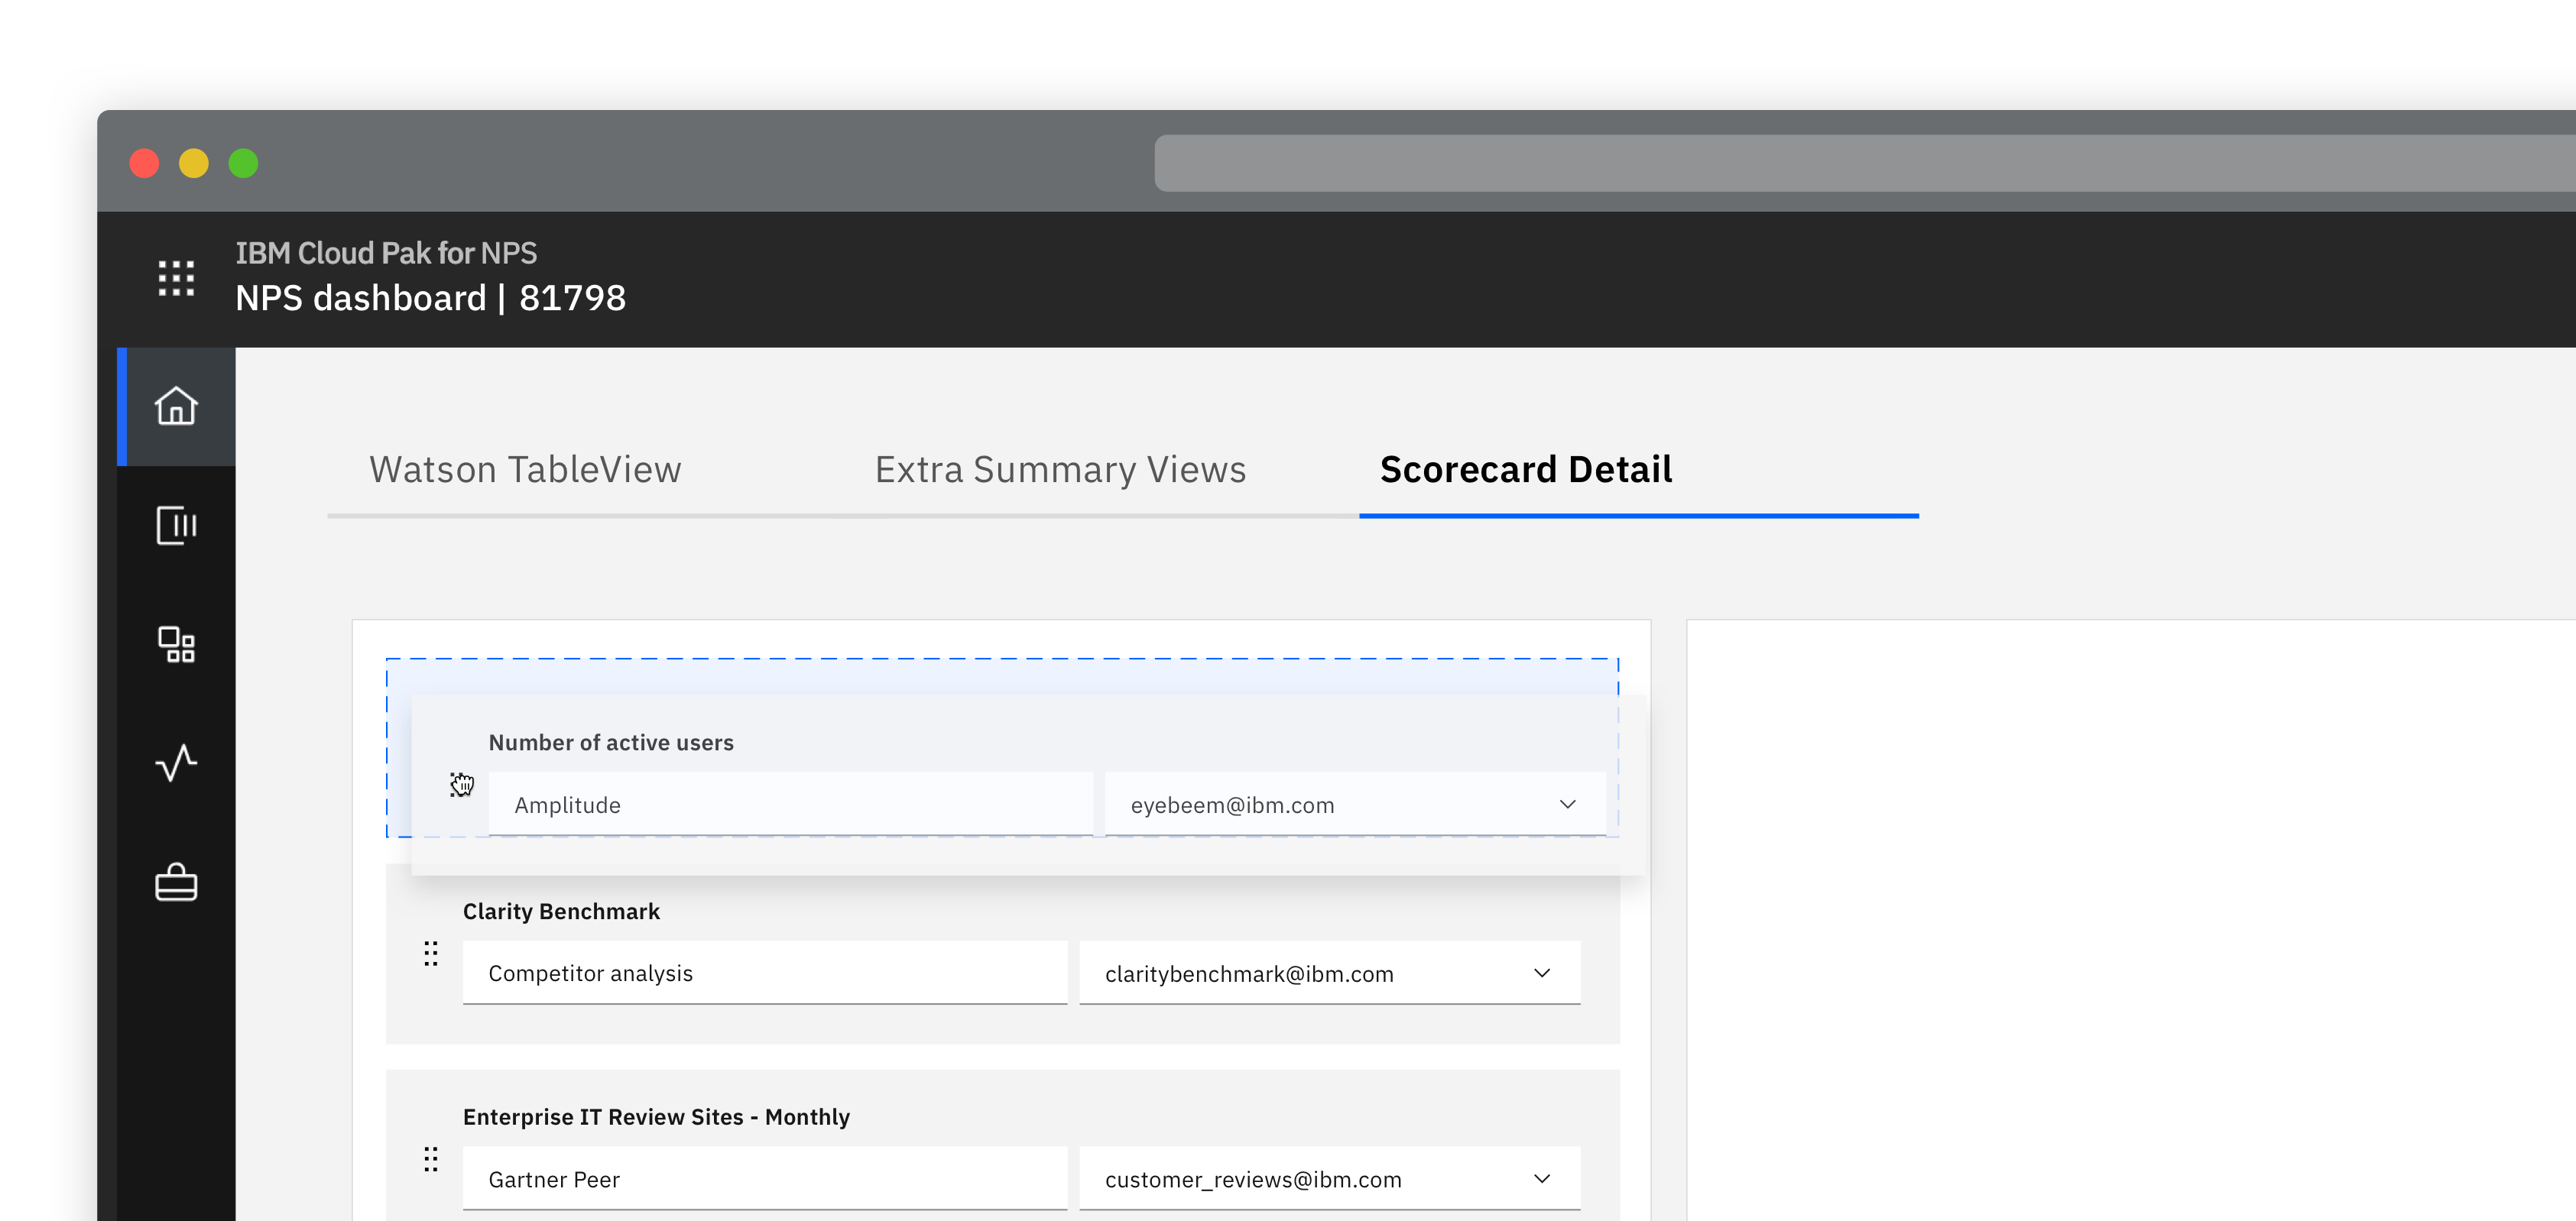 IBM Cloud Pak for NPS
NPS dashboard | 81798
Watson TableView
Extra Summary Views
Scorecard Detail
Number of active users
Amplitude
eyebeem@ibm.com
Clarity Benchmark
Competitor analysis
claritybenchmark@ibm.com
Enterprise IT Review Sites - Monthly
Gartner Peer
customer_reviews@ibm.com